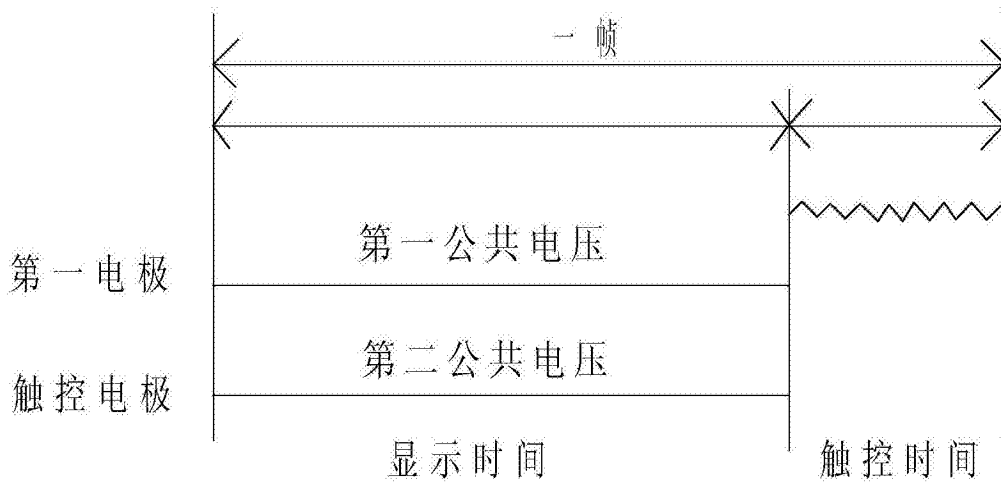 一帧
第一公共电压
第一电极
第二公共电压
触控电极
显示时间
触控时间